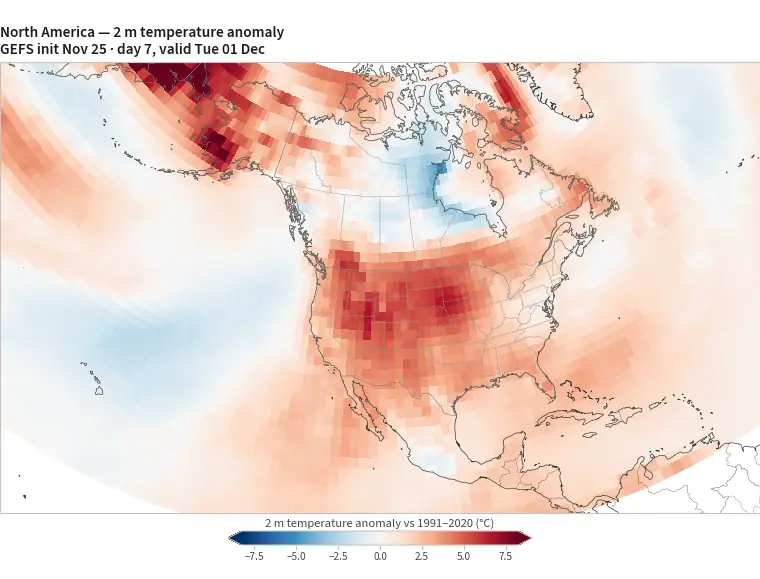 North America — 2 m temperature anomaly
GEFS init Nov 25 · day 7, valid Tue 01 Dec
2 m temperature anomaly vs 1991–2020 (°C)
−7.5 −5.0 −2.5 0.0 2.5 5.0 7.5